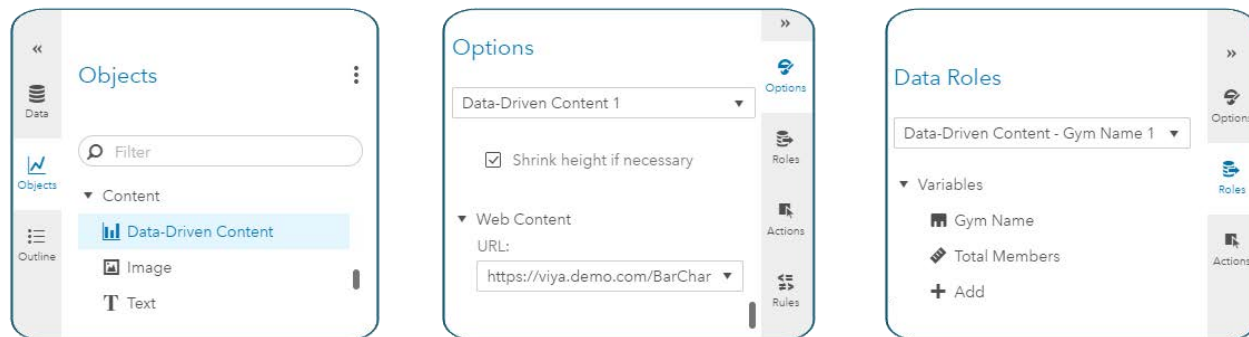 «
Data
Objects
Outline
Objects
Filter
Content
Data-Driven Content
Image
Text
Options
Data-Driven Content 1
Shrink height if necessary
Web Content
URL:
https://viya.demo.com/BarChar
»
Options
Roles
Actions
Rules
Data Roles
Data-Driven Content - Gym Name 1
Variables
Gym Name
Total Members
Add
»
Options
Roles
Actions